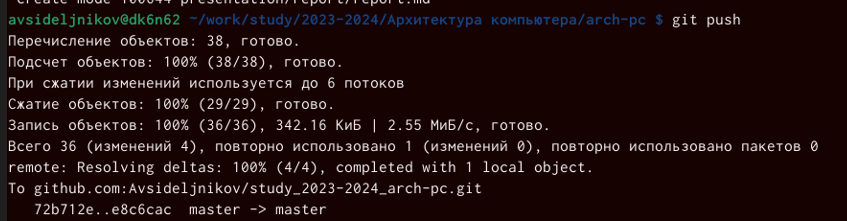 create mode 100644 presentation/report/report.md
avsideljnikov@dk6n62 ~/work/study/2023-2024/Архитектура компьютера/arch-pc $ git push
Перечисление объектов: 38, готово.
Подсчет объектов: 100% (38/38), готово.
При сжатии изменений используется до 6 потоков
Сжатие объектов: 100% (29/29), готово.
Запись объектов: 100% (36/36), 342.16 КиБ | 2.55 МиБ/с, готово.
Всего 36 (изменений 4), повторно использовано 1 (изменений 0), повторно использовано пакетов 0
remote: Resolving deltas: 100% (4/4), completed with 1 local object.
To github.com:Avsideljnikov/study_2023-2024_arch-pc.git
72b712e..e8c6cac  master -> master